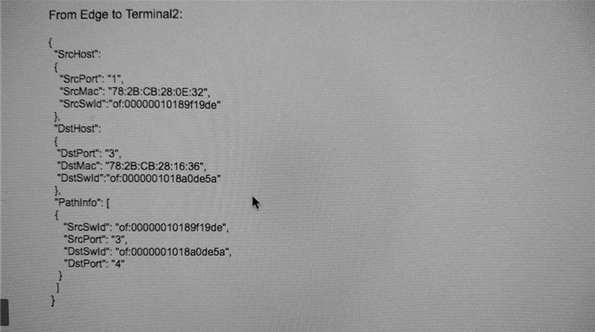 From Edge to Terminal2:
{
"SrcHost":
{
"SrcPort": "1",
"SrcMac": "78:2B:CB:28:0E:32",
"SrcSwId":"of:00000010189f19de"
},
"DstHost":
{
"DstPort": "3",
"DstMac": "78:2B:CB:28:16:36",
"DstSwId":"of:0000001018a0de5a"
},
"PathInfo": [
{
"SrcSwId": "of:00000010189f19de",
"SrcPort": "3",
"DstSwId": "of:0000001018a0de5a",
"DstPort": "4"
}
]
}